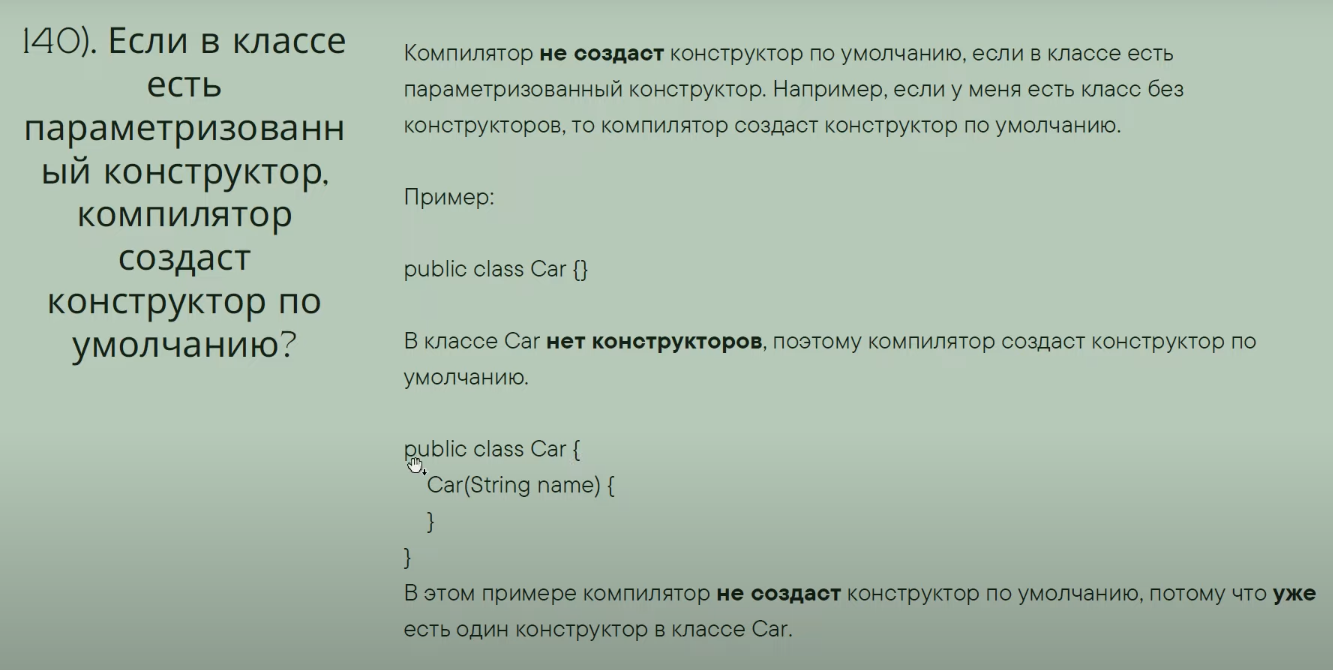 140). Если в классе
есть
параметризованн
ый конструктор,
компилятор
создаст
конструктор по
умолчанию?
Компилятор не создаст конструктор по умолчанию, если в классе есть
параметризованный конструктор. Например, если у меня есть класс без
конструкторов, то компилятор создаст конструктор по умолчанию.
Пример:
public class Car {}
В классе Car нет конструкторов, поэтому компилятор создаст конструктор по
умолчанию.
public class Car {
Car(String name) {
}
}
В этом примере компилятор не создаст конструктор по умолчанию, потому что уже
есть один конструктор в классе Car.